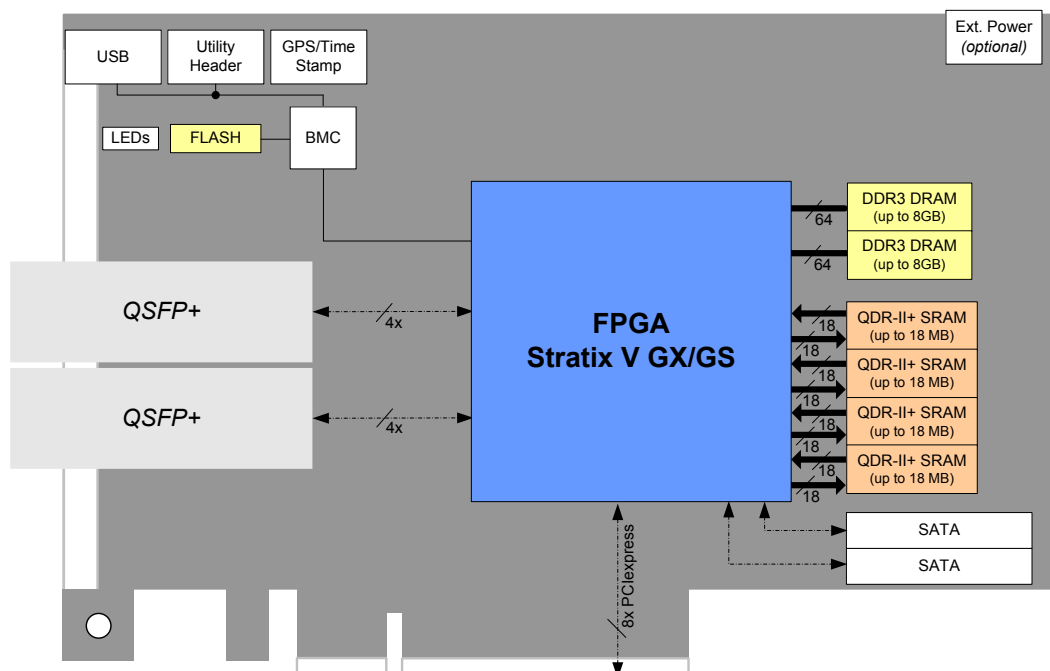 Ext. Power
(optional)
USB
Utility
Header
GPS/Time
Stamp
LEDs
FLASH
BMC
DDR3 DRAM
(up to 8GB)
64
DDR3 DRAM
(up to 8GB)
64
QSFP+
4x
FPGA
Stratix V GX/GS
QDR-II+ SRAM
(up to 18 MB)
18
18
QDR-II+ SRAM
(up to 18 MB)
18
18
QSFP+
4x
QDR-II+ SRAM
(up to 18 MB)
18
18
QDR-II+ SRAM
(up to 18 MB)
18
18
SATA
SATA
8x PCIexpress